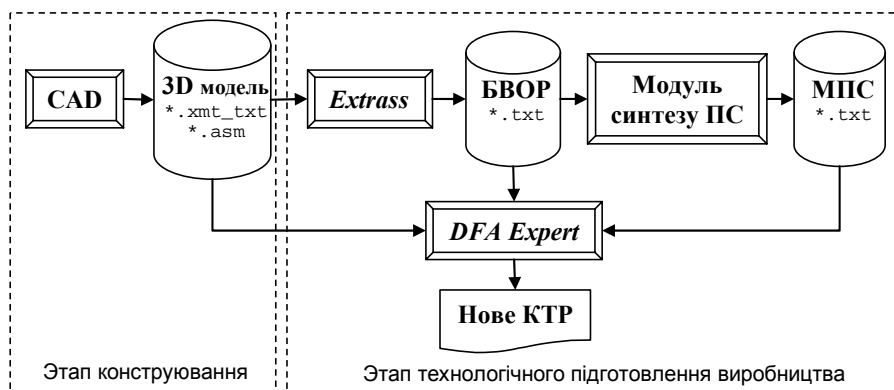 CAD
3D модель
*.xmt_txt
*.asm
Extrass
БВОР
*.txt
Модуль
синтезу ПС
МПС
*.txt
DFA Expert
Нове КТР
Этап конструювання
Этап технологічного підготовлення виробництва